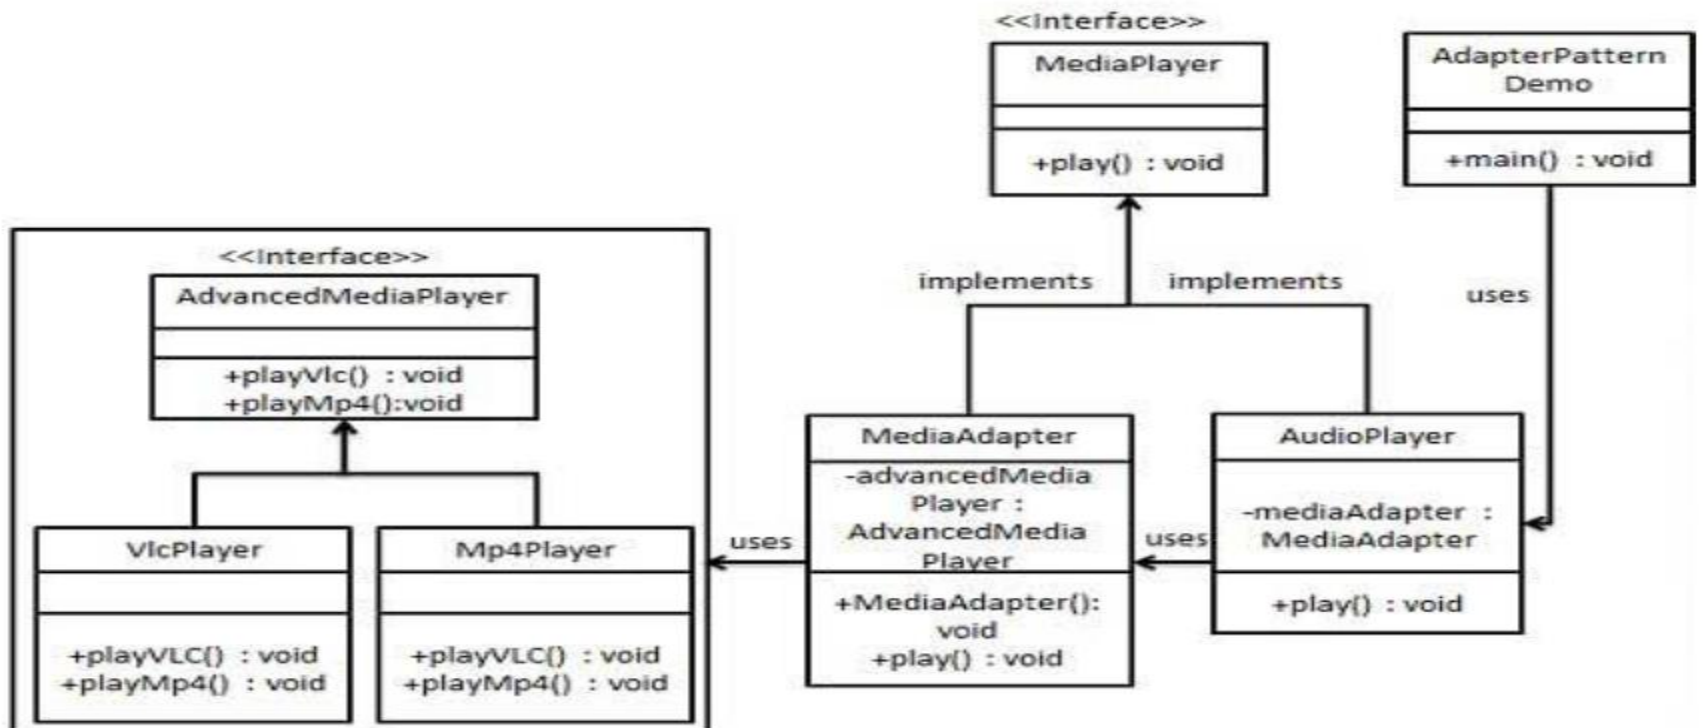 <<Interface>>
MediaPlayer
+play() : void
AdapterPattern
Demo
+main() : void
implements
implements
uses
<<Interface>>
AdvancedMediaPlayer
+playVlc() : void
+playMp4():void
VlcPlayer
+playVLC() : void
+playMp4() : void
Mp4Player
+playVLC() : void
+playMp4() : void
uses
MediaAdapter
-advancedMedia
Player :
AdvancedMedia
Player
+MediaAdapter():
void
+play() : void
uses
AudioPlayer
-mediaAdapter :
MediaAdapter
+play() : void